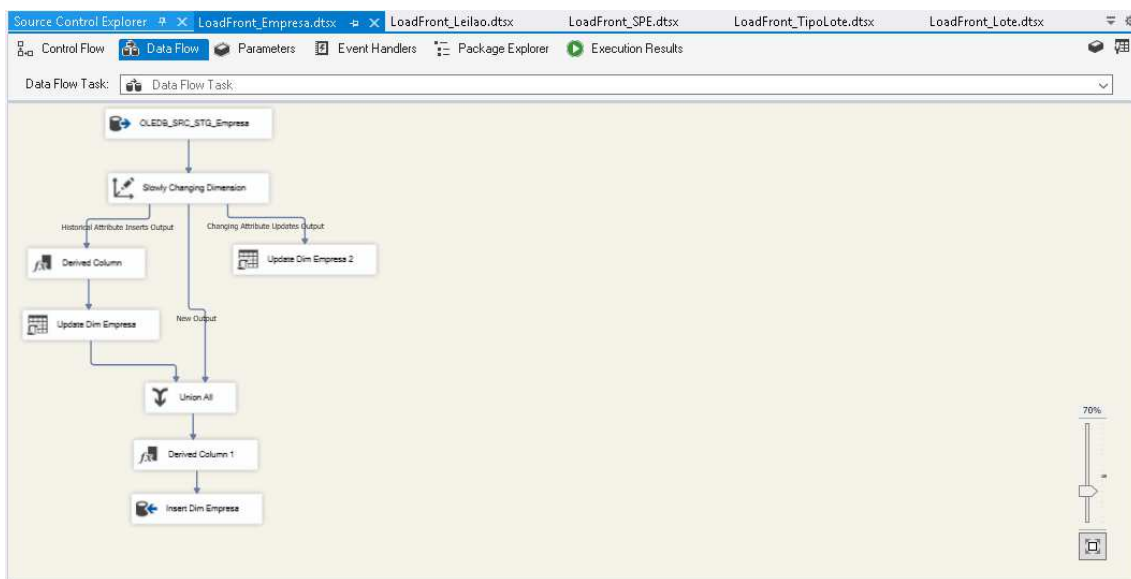 Source Control Explorer LoadFront_Empresa.dtsx LoadFront_Leilao.dtsx LoadFront_SPE.dtsx LoadFront_TipoLote.dtsx LoadFront_Lote.dtsx
Control Flow Data Flow Parameters Event Handlers Package Explorer Execution Results
Data Flow Task: Data Flow Task
OLEDB_SRC_STG_Empresa
Slowly Changing Dimension
Historical Attribute Inserts Output Changing Attribute Updates Output
Derived Column Update Dim Empresa 2
Update Dim Empresa New Output
Union All
70%
Derived Column 1
Insert Dim Empresa